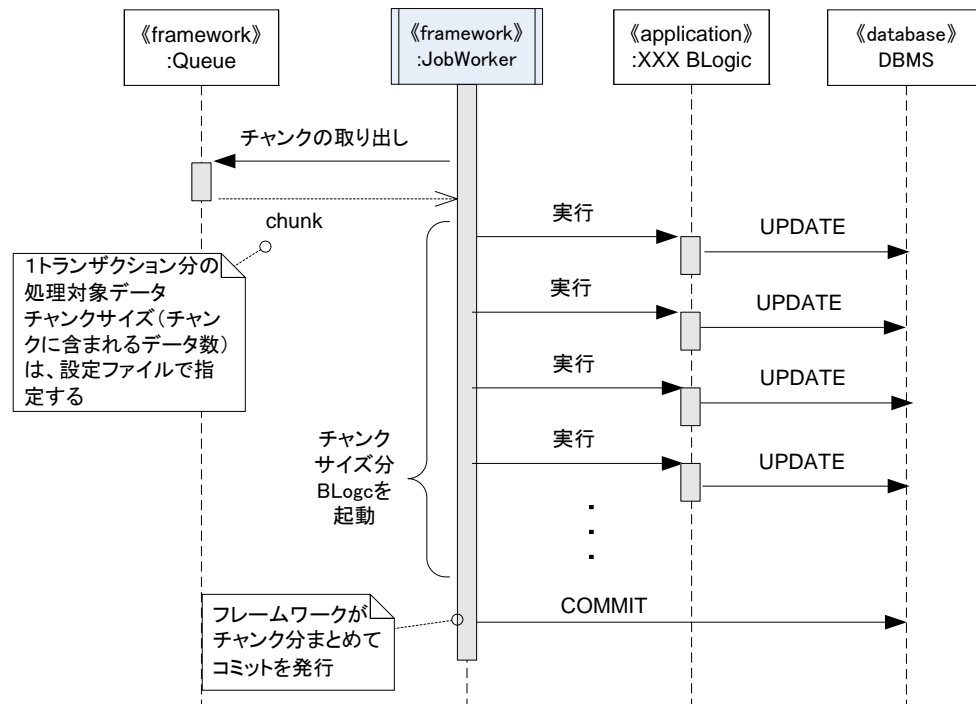 《framework》
:Queue
《framework》
:JobWorker
《application》
:XXX BLogic
《database》
DBMS
チャンクの取り出し
chunk
1トランザクション分の
処理対象データ
チャンクサイズ(チャン
クに含まれるデータ数)
は、設定ファイルで指
定する
実行
UPDATE
実行
UPDATE
実行
UPDATE
実行
UPDATE
チャンク
サイズ分
BLogcを
起動
フレームワークが
チャンク分まとめて
コミットを発行
COMMIT